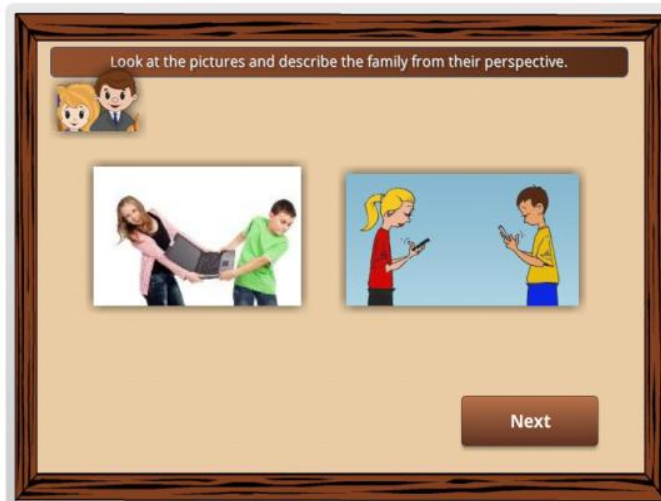 Look at the pictures and describe the family from their perspective.
Next